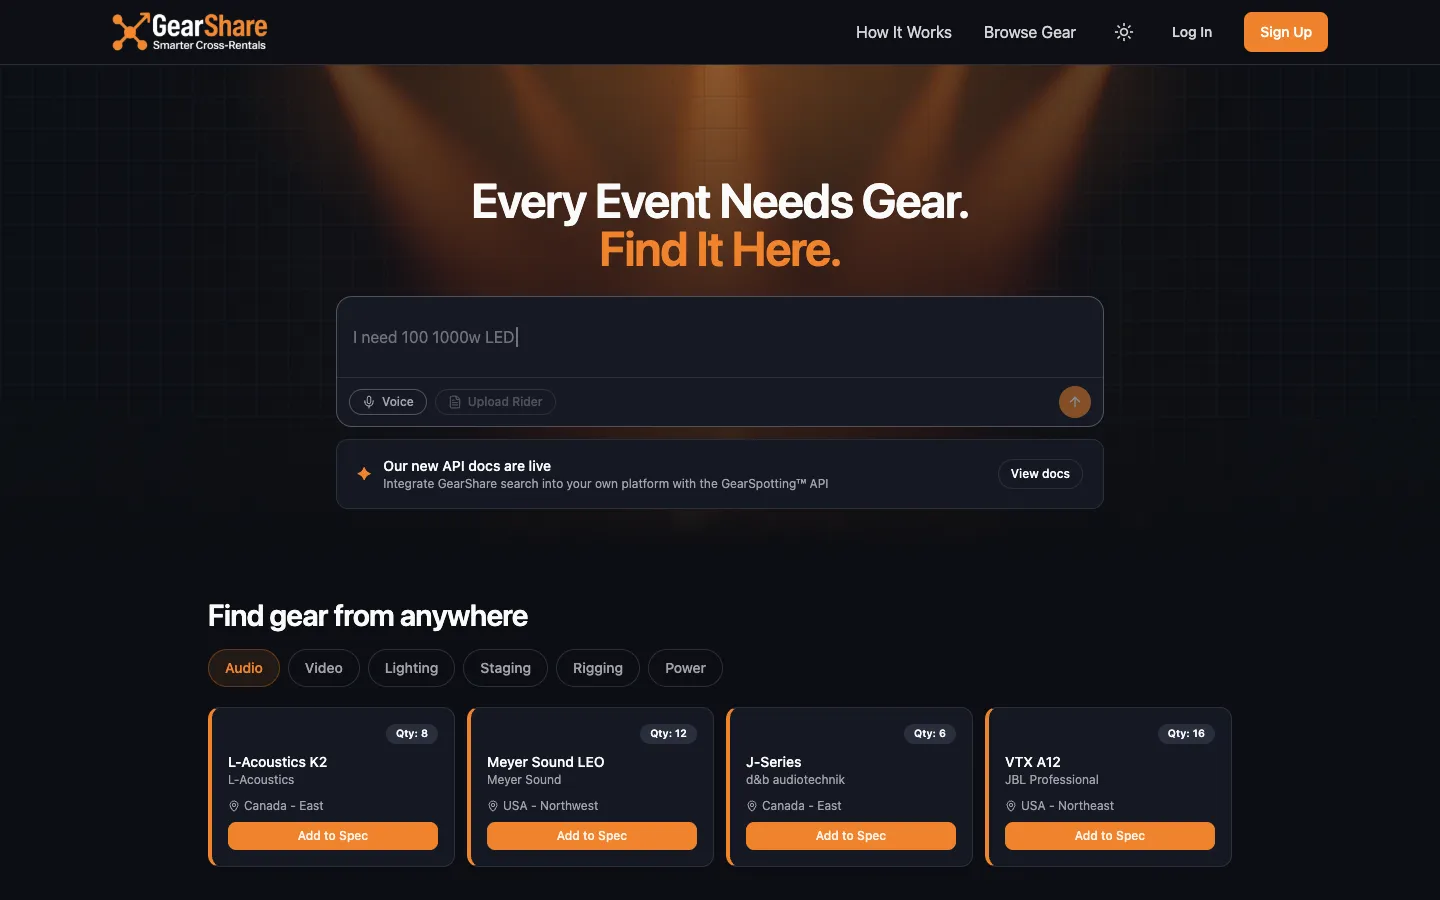 GearShare
Smarter Cross-Rentals
How It Works
Browse Gear
Log In
Sign Up
Every Event Needs Gear.
Find It Here.
I need 100 1000w LED
Voice
Upload Rider
Our new API docs are live
Integrate GearShare search into your own platform with the GearSpotting™ API
View docs
Find gear from anywhere
Audio
Video
Lighting
Staging
Rigging
Power
Qty: 8
L-Acoustics K2
L-Acoustics
Canada - East
Add to Spec
Qty: 12
Meyer Sound LEO
Meyer Sound
USA - Northwest
Add to Spec
Qty: 6
J-Series
d&b audiotechnik
Canada - East
Add to Spec
Qty: 16
VTX A12
JBL Professional
USA - Northeast
Add to Spec